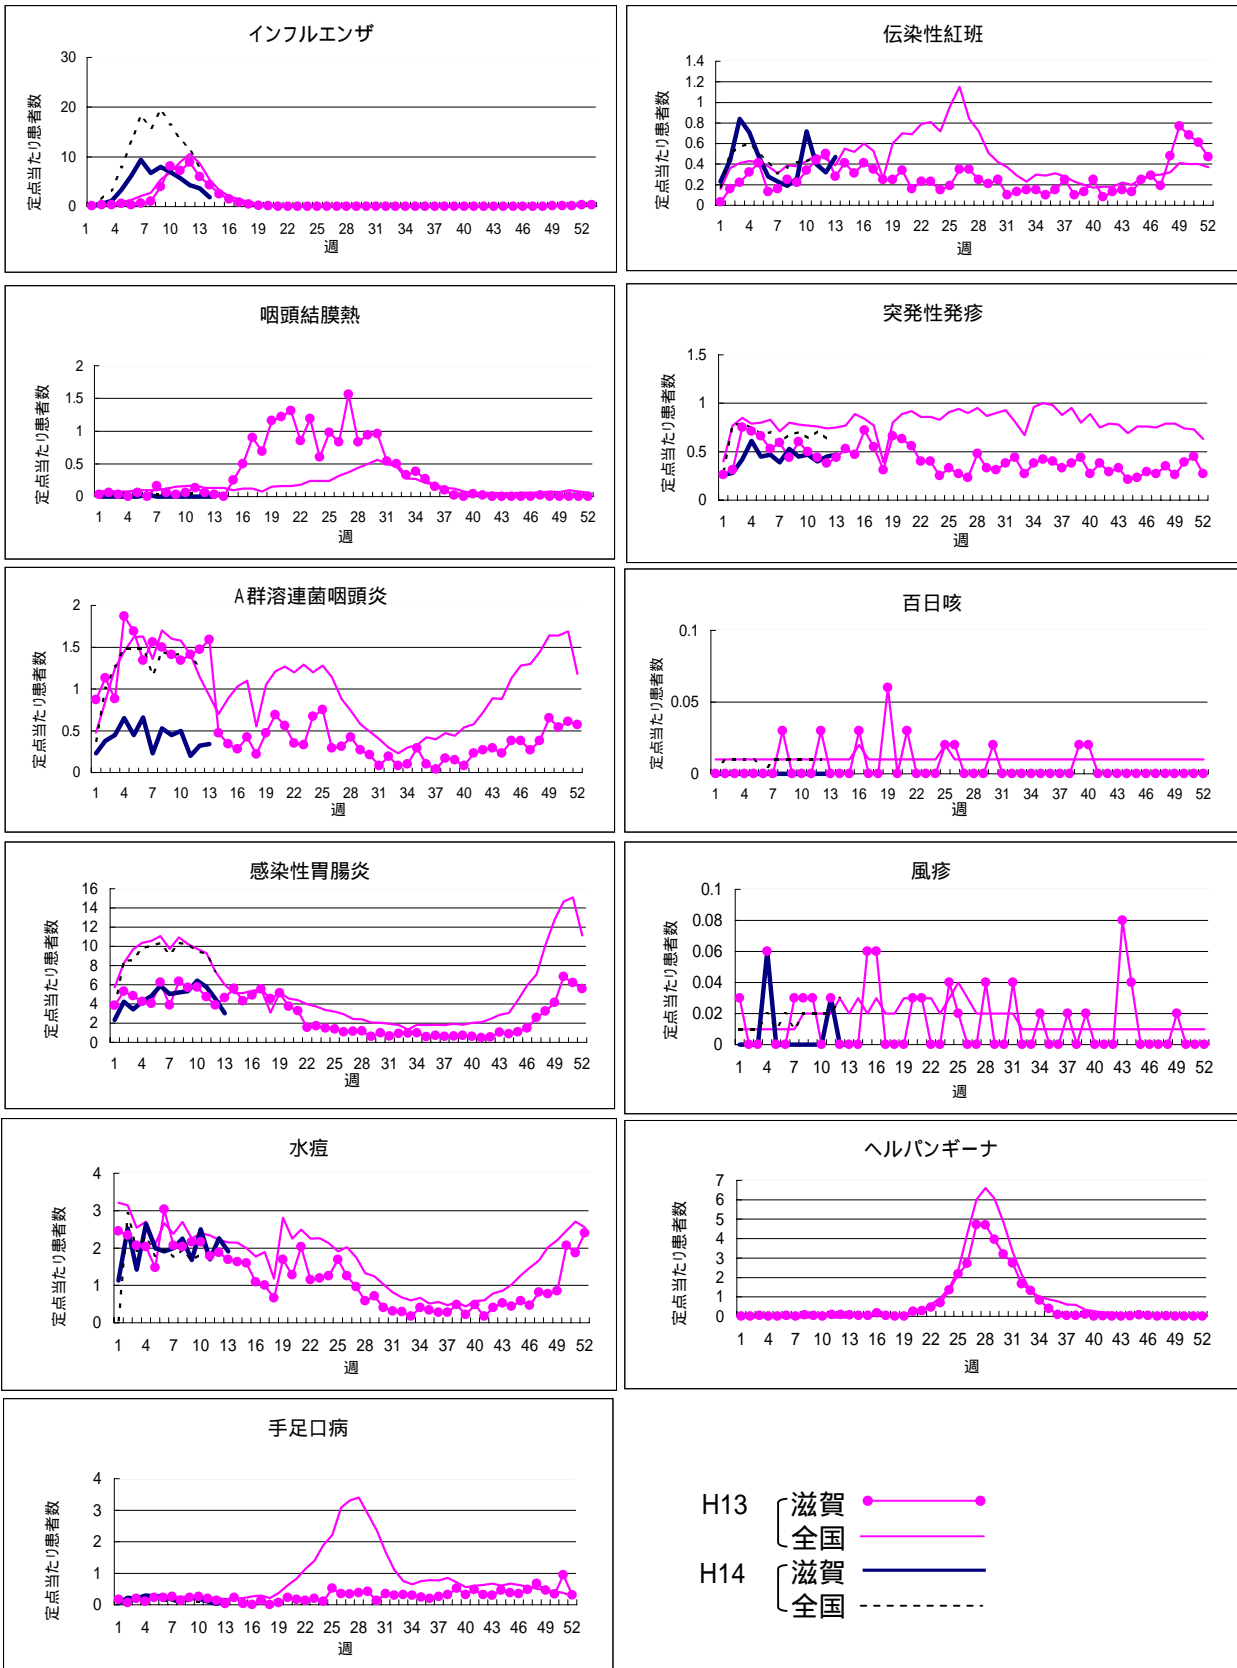 インフルエンザ
定点当たり患者数
30
20
10
0
1 4 7 10 13 16 19 22 25 28 31 34 37 40 43 46 49 52
週
伝染性紅班
定点当たり患者数
1.4
1.2
1
0.8
0.6
0.4
0.2
0
1 4 7 10 13 16 19 22 25 28 31 34 37 40 43 46 49 52
週
咽頭結膜熱
定点当たり患者数
2
1.5
1
0.5
0
1 4 7 10 13 16 19 22 25 28 31 34 37 40 43 46 49 52
週
突発性発疹
定点当たり患者数
1.5
1
0.5
0
1 4 7 10 13 16 19 22 25 28 31 34 37 40 43 46 49 52
週
A群溶連菌咽頭炎
定点当たり患者数
2
1.5
1
0.5
0
1 4 7 10 13 16 19 22 25 28 31 34 37 40 43 46 49 52
百日咳
定点当たり患者数
0.1
0.05
0
1 4 7 10 13 16 19 22 25 28 31 34 37 40 43 46 49 52
週
感染性胃腸炎
定点当たり患者数
16
14
12
10
8
6
4
2
0
1 4 7 10 13 16 19 22 25 28 31 34 37 40 43 46 49 52
週
風疹
定点当たり患者数
0.1
0.08
0.06
0.04
0.02
0
1 4 7 10 13 16 19 22 25 28 31 34 37 40 43 46 49 52
週
水痘
定点当たり患者数
4
3
2
1
0
1 4 7 10 13 16 19 22 25 28 31 34 37 40 43 46 49 52
週
ヘルパンギーナ
定点当たり患者数
7
6
5
4
3
2
1
0
1 4 7 10 13 16 19 22 25 28 31 34 37 40 43 46 49 52
週
手足口病
定点当たり患者数
4
3
2
1
0
1 4 7 10 13 16 19 22 25 28 31 34 37 40 43 46 49 52
週
H13 滋賀
全国
H14 滋賀
全国